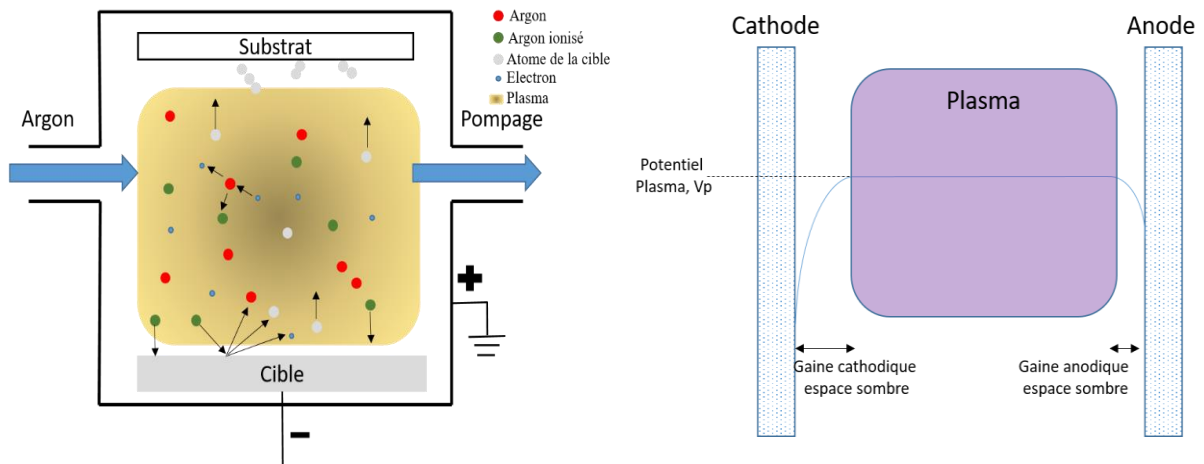 Substrat
Argon
Argon ionisé
Atome de la cible
Electron
Plasma
Argon
Pompage
+
Cible
-
Cathode
Anode
Plasma
Potentiel
Plasma, Vp
Gaine cathodique
espace sombre
Gaine anodique
espace sombre